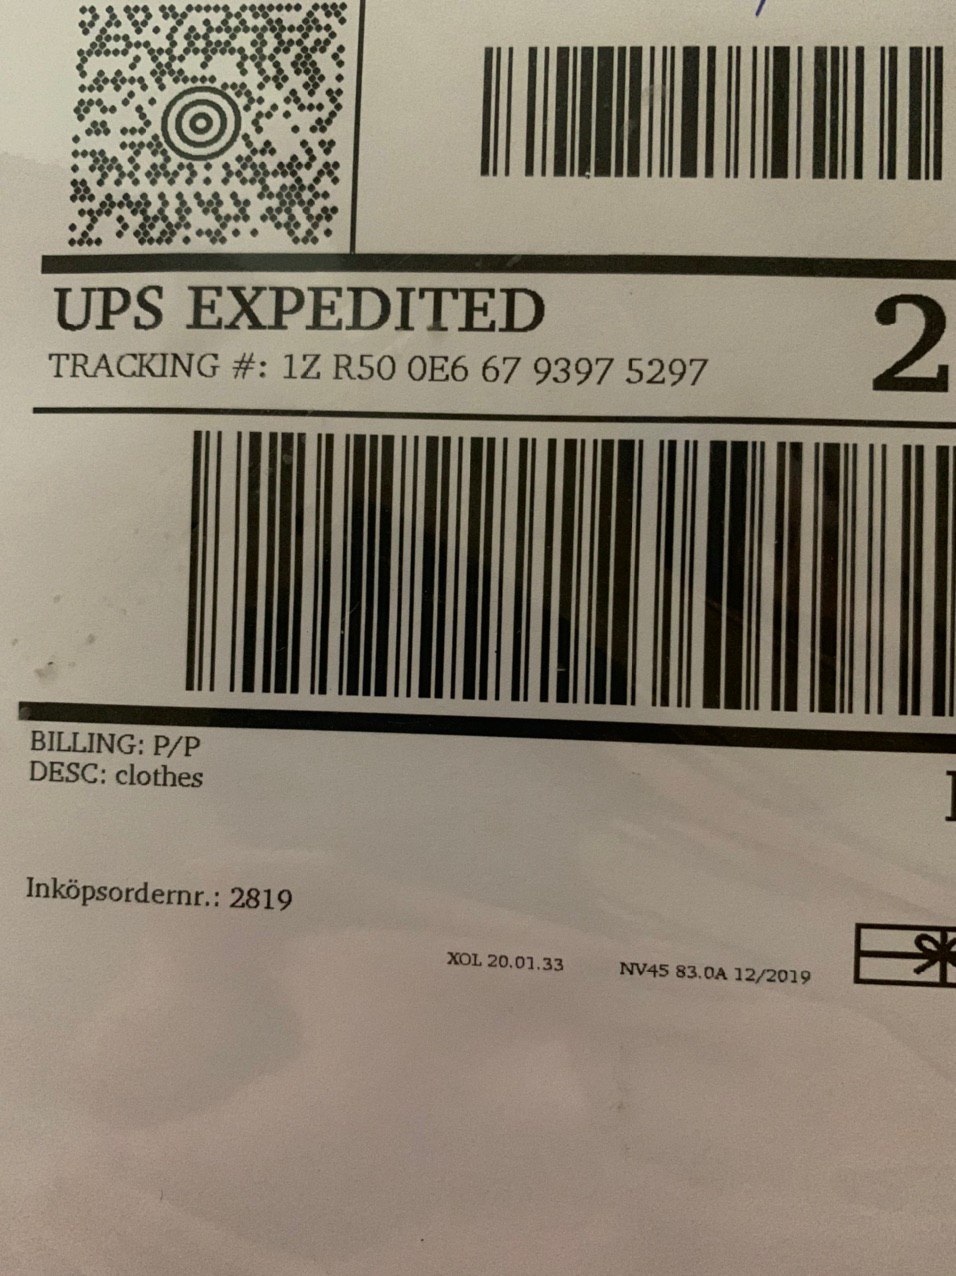 UPS EXPEDITED
2
TRACKING #: 1Z R50 0E6 67 9397 5297
BILLING: P/P
DESC: clothes
Inköpsordernr.: 2819
XOL 20.01.33
NV45 83.0A 12/2019